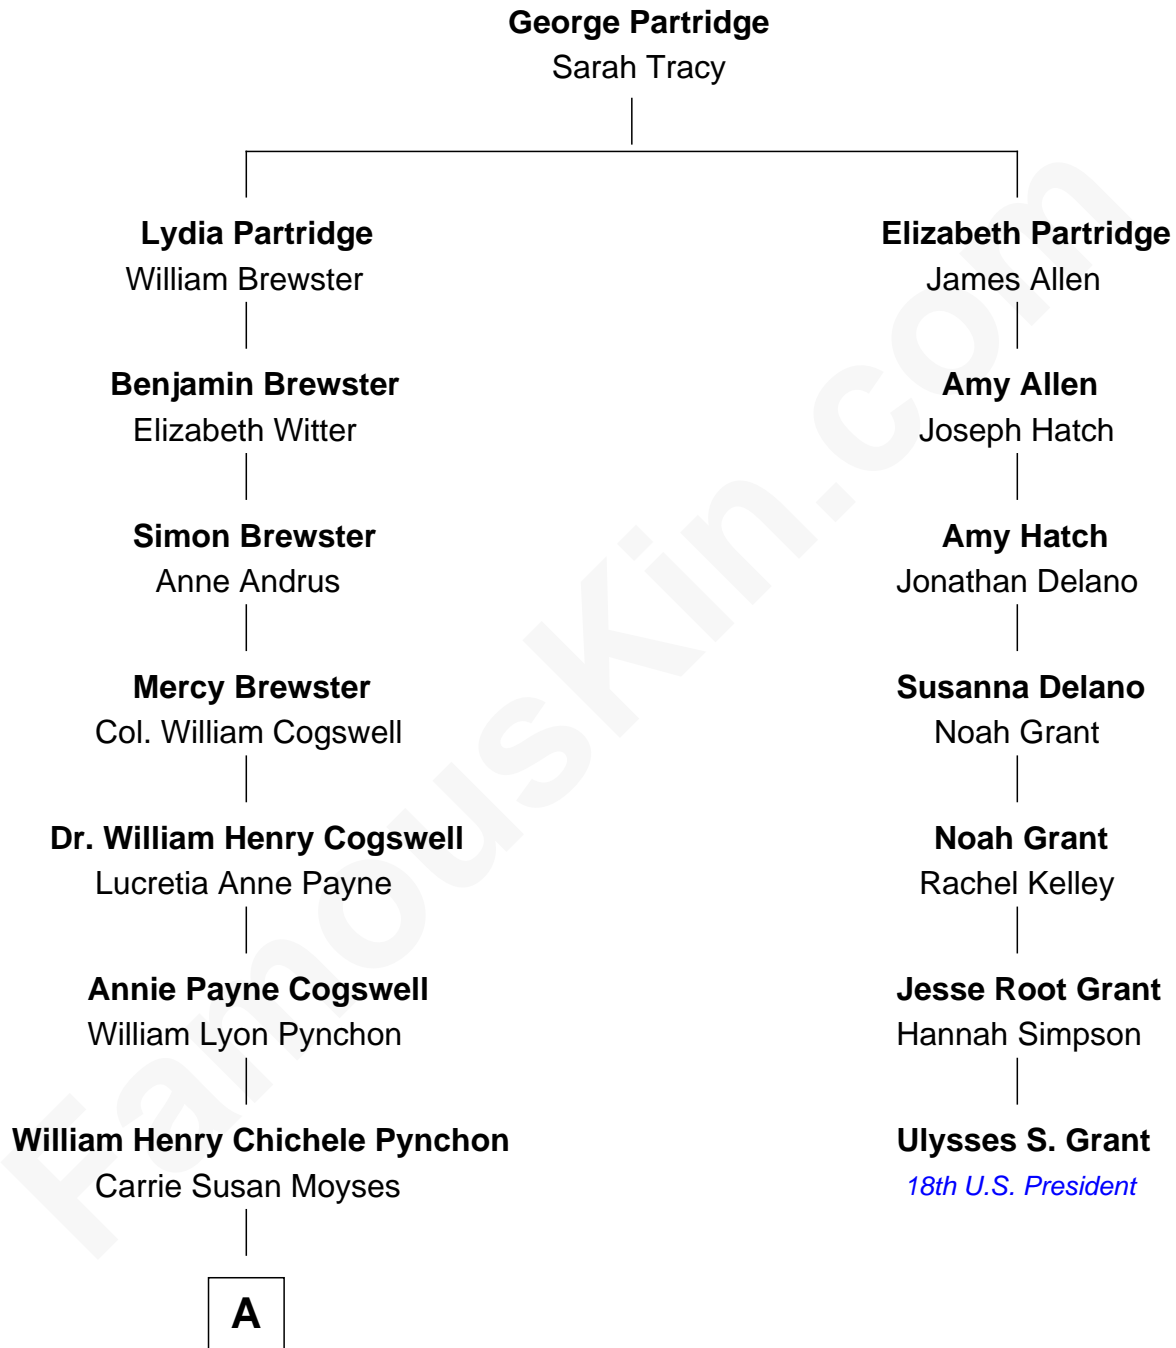 George Partridge
Sarah Tracy
Lydia Partridge
William Brewster
Elizabeth Partridge
James Allen
Benjamin Brewster
Elizabeth Witter
Amy Allen
Joseph Hatch
Simon Brewster
Anne Andrus
Amy Hatch
Jonathan Delano
Mercy Brewster
Col. William Cogswell
Susanna Delano
Noah Grant
Dr. William Henry Cogswell
Lucretia Anne Payne
Noah Grant
Rachel Kelley
Annie Payne Cogswell
William Lyon Pynchon
Jesse Root Grant
Hannah Simpson
William Henry Chichele Pynchon
Carrie Susan Moyses
Ulysses S. Grant
18th U.S. President
A
FamousKin.com